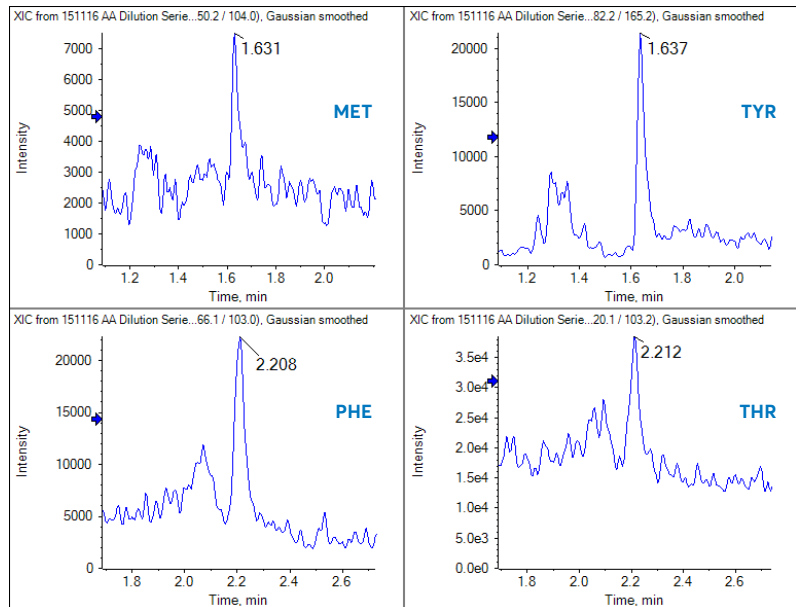 XIC from 151116 AA Dilution Serie...50.2 / 104.0), Gaussian smoothed
1.631
MET
7000
6000
5000
4000
3000
2000
1000
0
Intensity
1.2 1.4 1.6 1.8 2.0
Time, min
XIC from 151116 AA Dilution Serie...82.2 / 165.2), Gaussian smoothed
1.637
TYR
20000
15000
10000
5000
0
Intensity
1.2 1.4 1.6 1.8 2.0
Time, min
XIC from 151116 AA Dilution Serie...66.1 / 103.0), Gaussian smoothed
2.208
PHE
20000
15000
10000
5000
0
Intensity
1.8 2.0 2.2 2.4 2.6
Time, min
XIC from 151116 AA Dilution Serie...20.1 / 103.2), Gaussian smoothed
2.212
THR
3.5e4
3.0e4
2.5e4
2.0e4
1.5e4
1.0e4
5.0e3
0.0e0
Intensity
1.8 2.0 2.2 2.4 2.6
Time, min